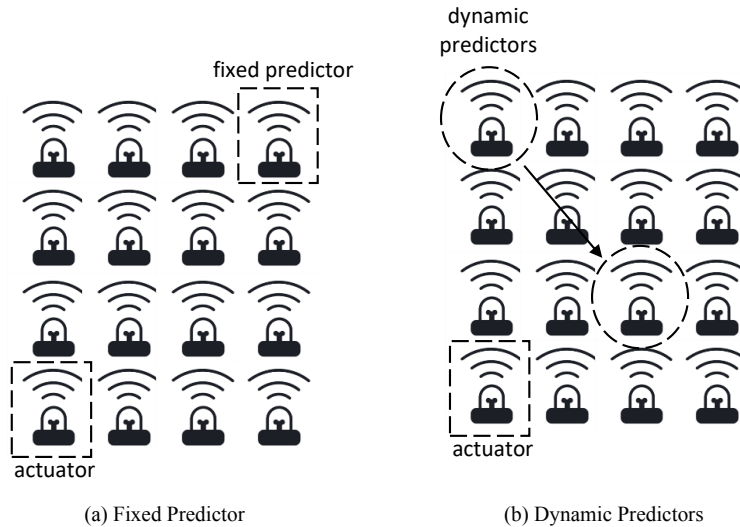 dynamic
predictors
fixed predictor
actuator
actuator
(a) Fixed Predictor
(b) Dynamic Predictors